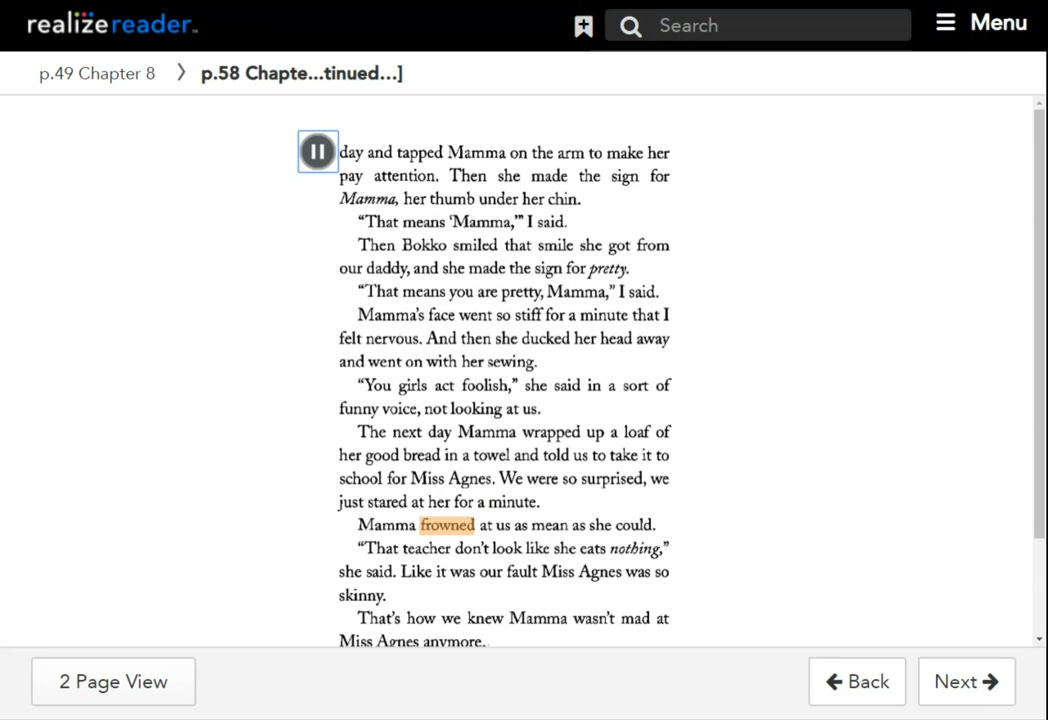 realizereader™
Search
Menu
p.49 Chapter 8
p.58 Chapte...tinued...]
day and tapped Mamma on the arm to make her
pay attention. Then she made the sign for
Mamma, her thumb under her chin.
“That means ‘Mamma,’” I said.
Then Bokko smiled that smile she got from
our daddy, and she made the sign for pretty.
“That means you are pretty, Mamma,” I said.
Mamma’s face went so stiff for a minute that I
felt nervous. And then she ducked her head away
and went on with her sewing.
“You girls act foolish,” she said in a sort of
funny voice, not looking at us.
The next day Mamma wrapped up a loaf of
her good bread in a towel and told us to take it to
school for Miss Agnes. We were so surprised, we
just stared at her for a minute.
Mamma frowned at us as mean as she could.
“That teacher don’t look like she eats nothing,”
she said. Like it was our fault Miss Agnes was so
skinny.
That’s how we knew Mamma wasn’t mad at
Miss Agnes anymore.
2 Page View
Back
Next